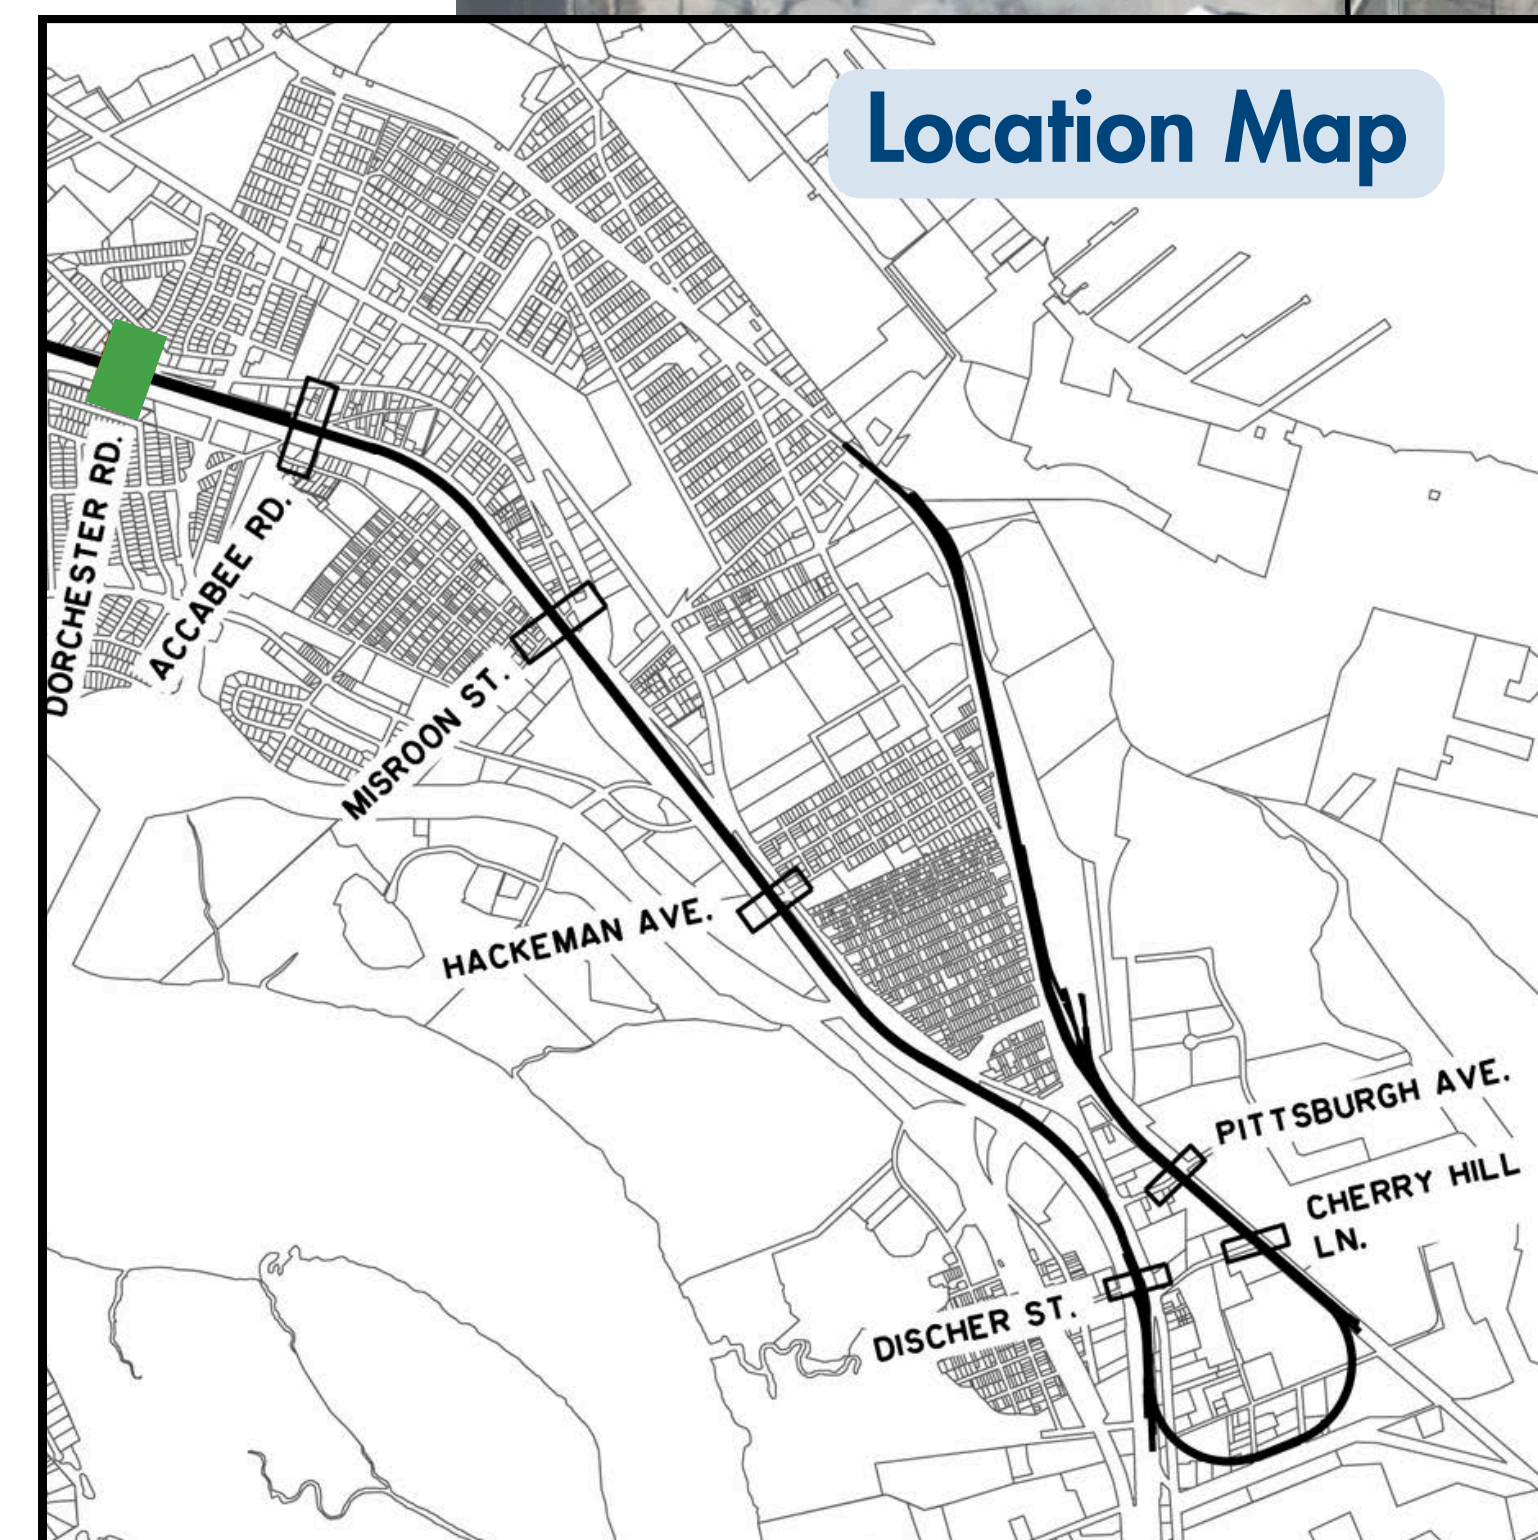 Location Map
DORCHESTER RD.
ACCABEE RD.
MISROON ST.
HACKEMAN AVE.
PITTSBURGH AVE.
CHERRY HILL
LN.
DISCHER ST.